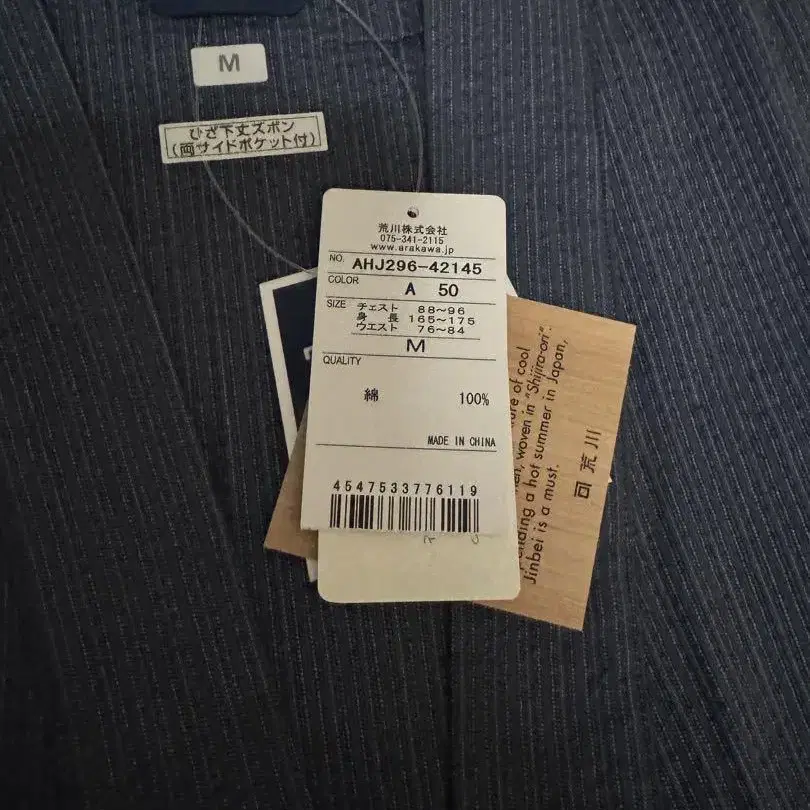 M
ひざ下丈ズボン
(両サイドポケット付)
荒川株式会社
075-341-2115
www.arakawa.jp
NO. AHJ296-42145
COLOR A 50
SIZE チェスト 88～96
身長 165～175
ウエスト 76～84
M
QUALITY
綿 100%
MADE IN CHINA
4547533776119
of cool
woven in "Shijira-ori".
a hot summer in Japan,
Jinbei is a must.
荒川